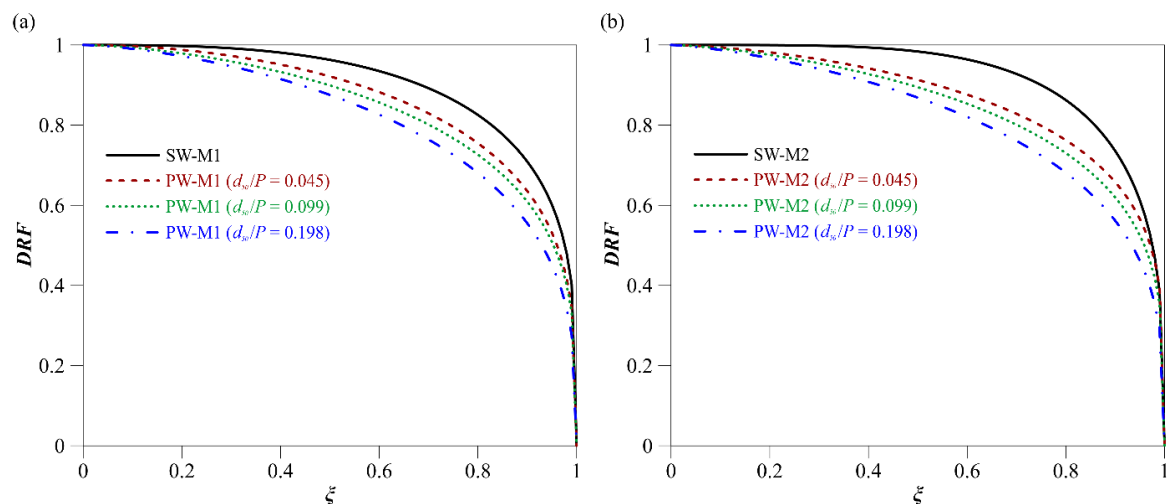 (a)
1
0.8
0.6
0.4
0.2
0
DRF
SW-M1
PW-M1 (d₅₀/P = 0.045)
PW-M1 (d₅₀/P = 0.099)
PW-M1 (d₅₀/P = 0.198)
0 0.2 0.4 0.6 0.8 1
ξ
(b)
1
0.8
0.6
0.4
0.2
0
DRF
SW-M2
PW-M2 (d₅₀/P = 0.045)
PW-M2 (d₅₀/P = 0.099)
PW-M2 (d₅₀/P = 0.198)
0 0.2 0.4 0.6 0.8 1
ξ